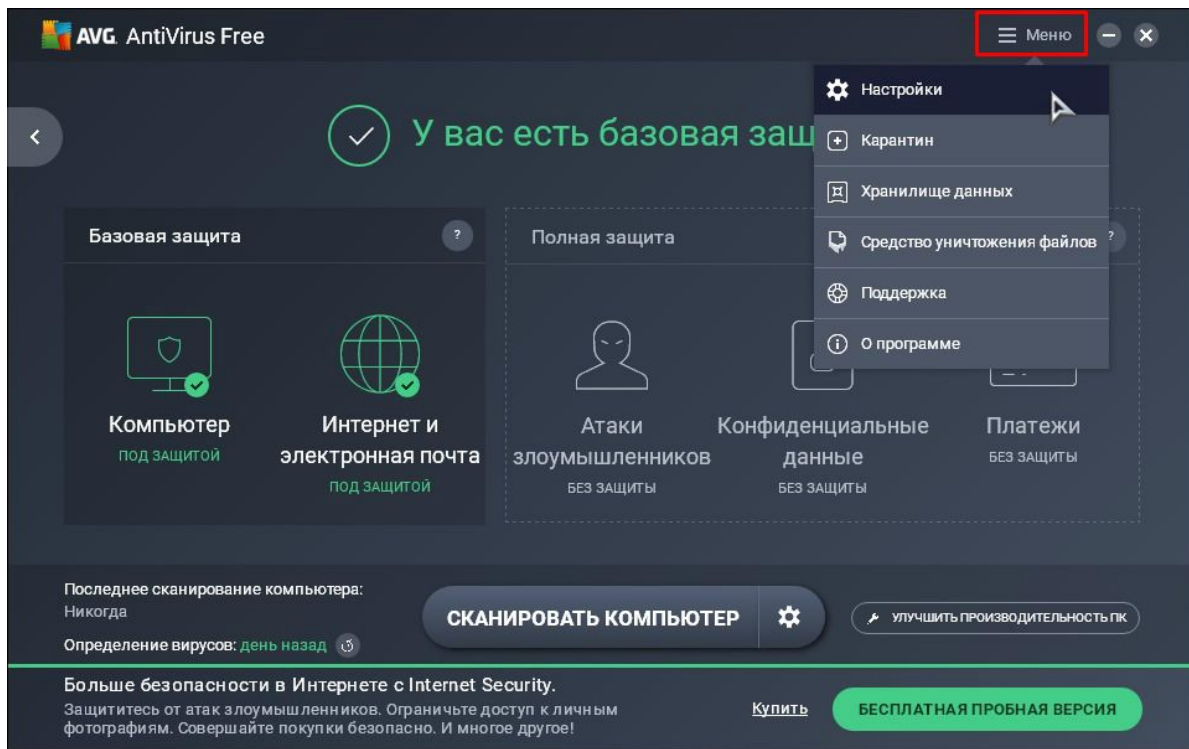 AVG AntiVirus Free
Меню
Настройки
Карантин
Хранилище данных
Средство уничтожения файлов
Поддержка
О программе
У вас есть базовая
Базовая защита
?
Полная защита
?
Компьютер
ПОД ЗАЩИТОЙ
Интернет и
электронная почта
ПОД ЗАЩИТОЙ
Атаки
злоумышленников
БЕЗ ЗАЩИТЫ
Конфиденциальные
данные
БЕЗ ЗАЩИТЫ
Платежи
БЕЗ ЗАЩИТЫ
Последнее сканирование компьютера:
Никогда
Определение вирусов: день назад
СКАНИРОВАТЬ КОМПЬЮТЕР
УЛУЧШИТЬ ПРОИЗВОДИТЕЛЬНОСТЬ ПК
Больше безопасности в Интернете с Internet Security.
Защититесь от атак злоумышленников. Ограничьте доступ к личным
фотографиям. Совершайте покупки безопасно. И многое другое!
Купить
БЕСПЛАТНАЯ ПРОБНАЯ ВЕРСИЯ